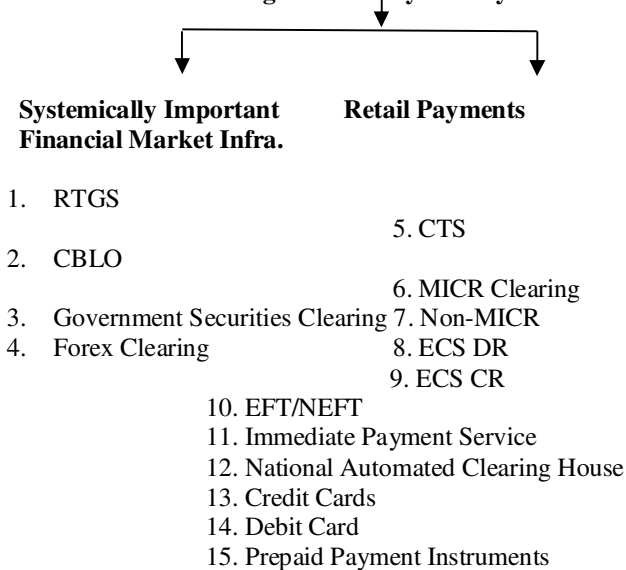 Systemically Important Retail Payments
Financial Market Infra.
1. RTGS
5. CTS
2. CBLO
6. MICR Clearing
3. Government Securities Clearing 7. Non-MICR
4. Forex Clearing 8. ECS DR
9. ECS CR
10. EFT/NEFT
11. Immediate Payment Service
12. National Automated Clearing House
13. Credit Cards
14. Debit Card
15. Prepaid Payment Instruments